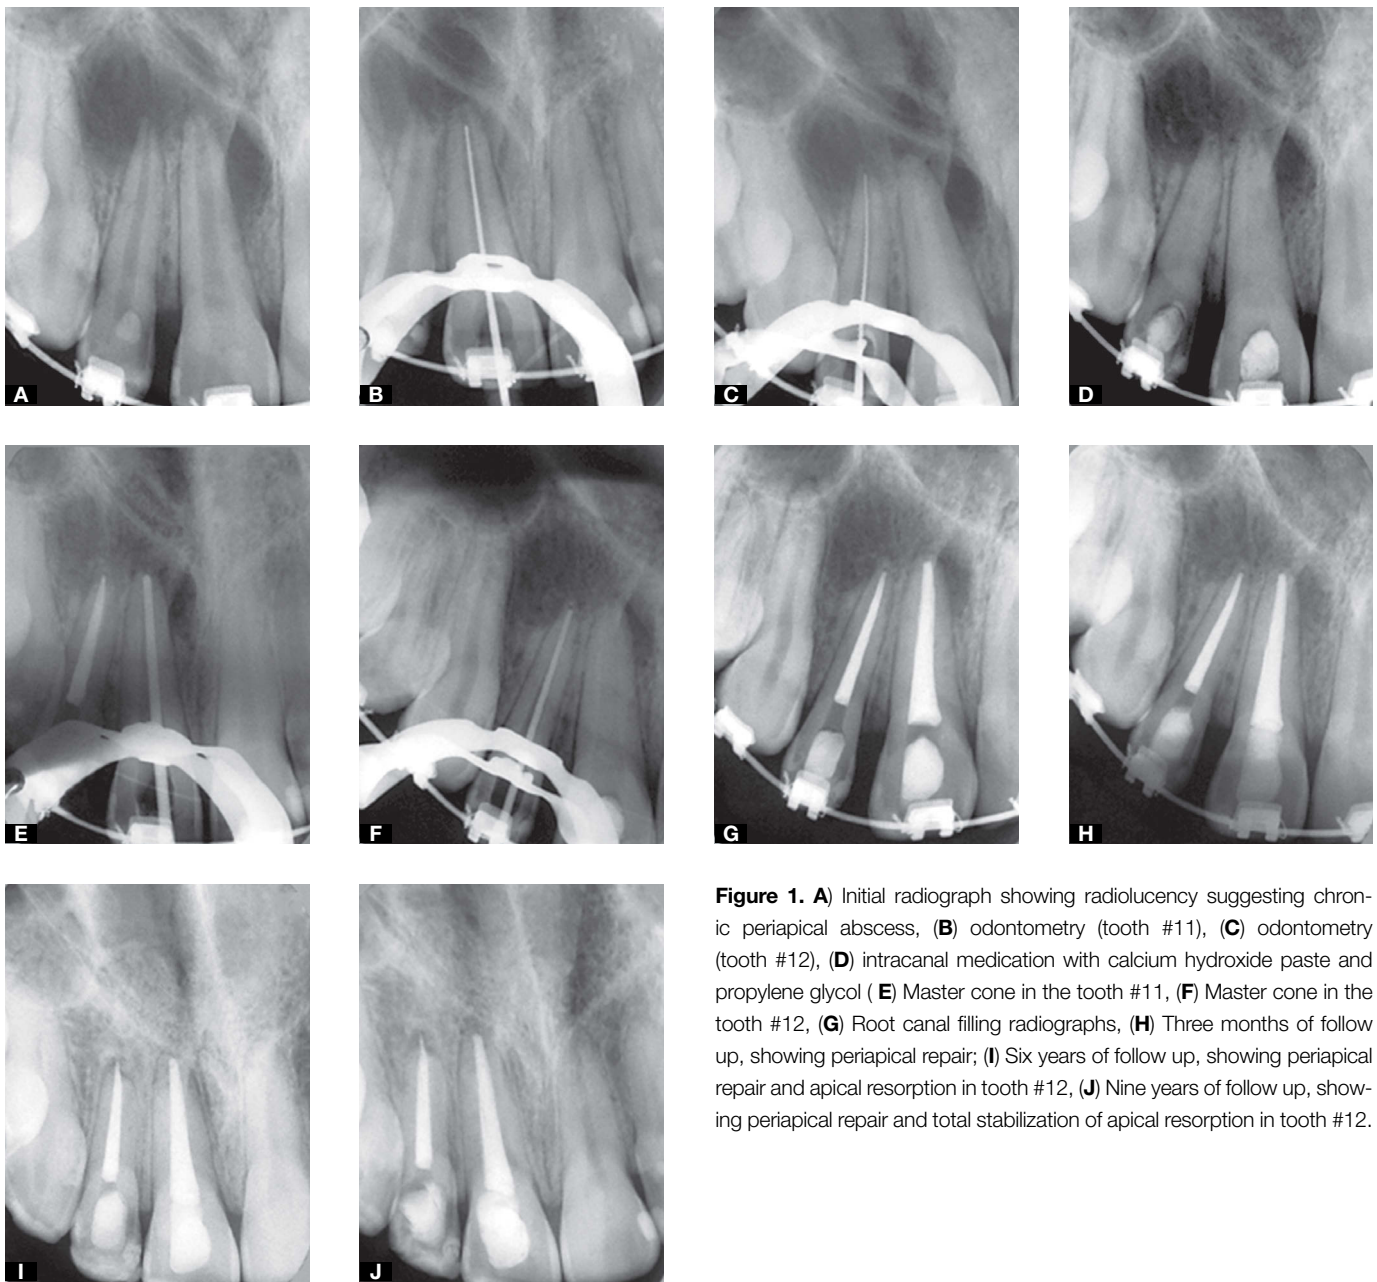 A
B
C
D
E
F
G
H
I
J
Figure 1. A) Initial radiograph showing radiolucency suggesting chron-
ic periapical abscess, (B) odontometry (tooth #11), (C) odontometry
(tooth #12), (D) intracanal medication with calcium hydroxide paste and
propylene glycol ( E) Master cone in the tooth #11, (F) Master cone in the
tooth #12, (G) Root canal filling radiographs, (H) Three months of follow
up, showing periapical repair; (I) Six years of follow up, showing periapical
repair and apical resorption in tooth #12, (J) Nine years of follow up, show-
ing periapical repair and total stabilization of apical resorption in tooth #12.